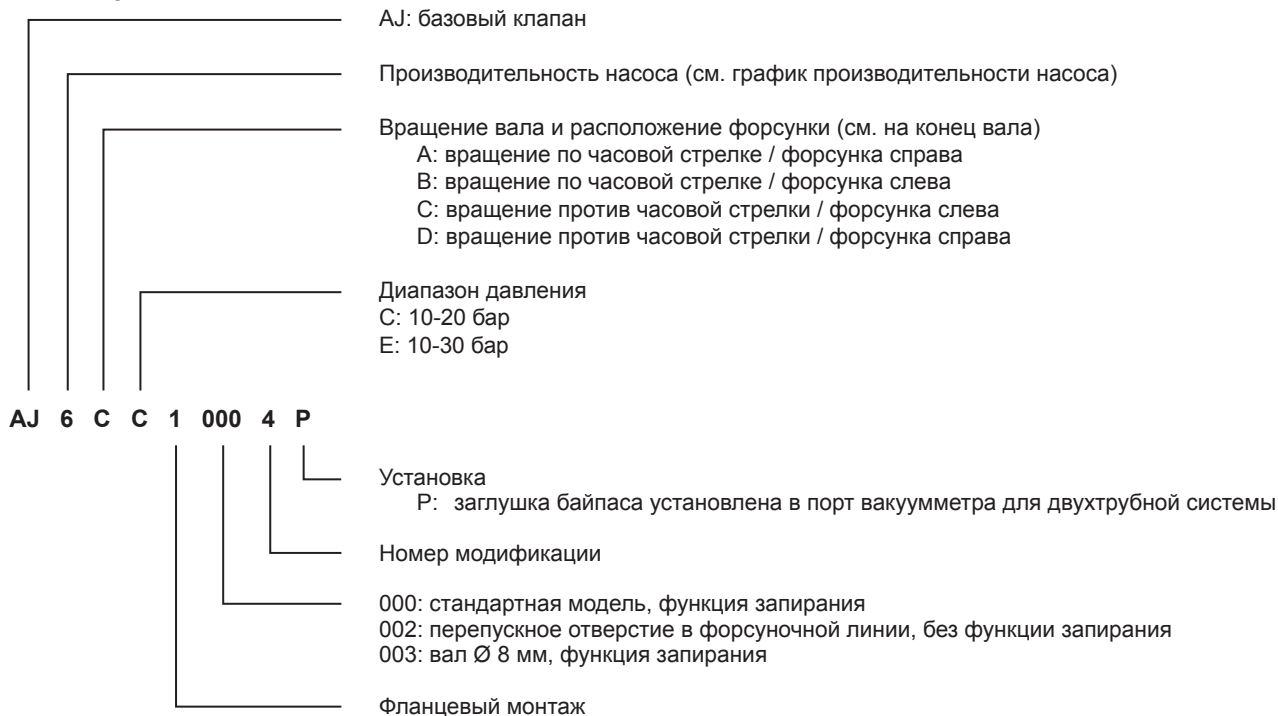 AJ: базовый клапан
Производительность насоса (см. график производительности насоса)
Вращение вала и расположение форсунки (см. на конец вала)
A: вращение по часовой стрелке / форсунка справа
B: вращение по часовой стрелке / форсунка слева
C: вращение против часовой стрелки / форсунка слева
D: вращение против часовой стрелки / форсунка справа
Диапазон давления
C: 10-20 бар
E: 10-30 бар
AJ 6 C C 1 000 4 P
Установка
P: заглушка байпаса установлена в порт вакуумметра для двухтрубной системы
Номер модификации
000: стандартная модель, функция запирания
002: перепускное отверстие в форсуночной линии, без функции запирания
003: вал Ø 8 мм, функция запирания
Фланцевый монтаж